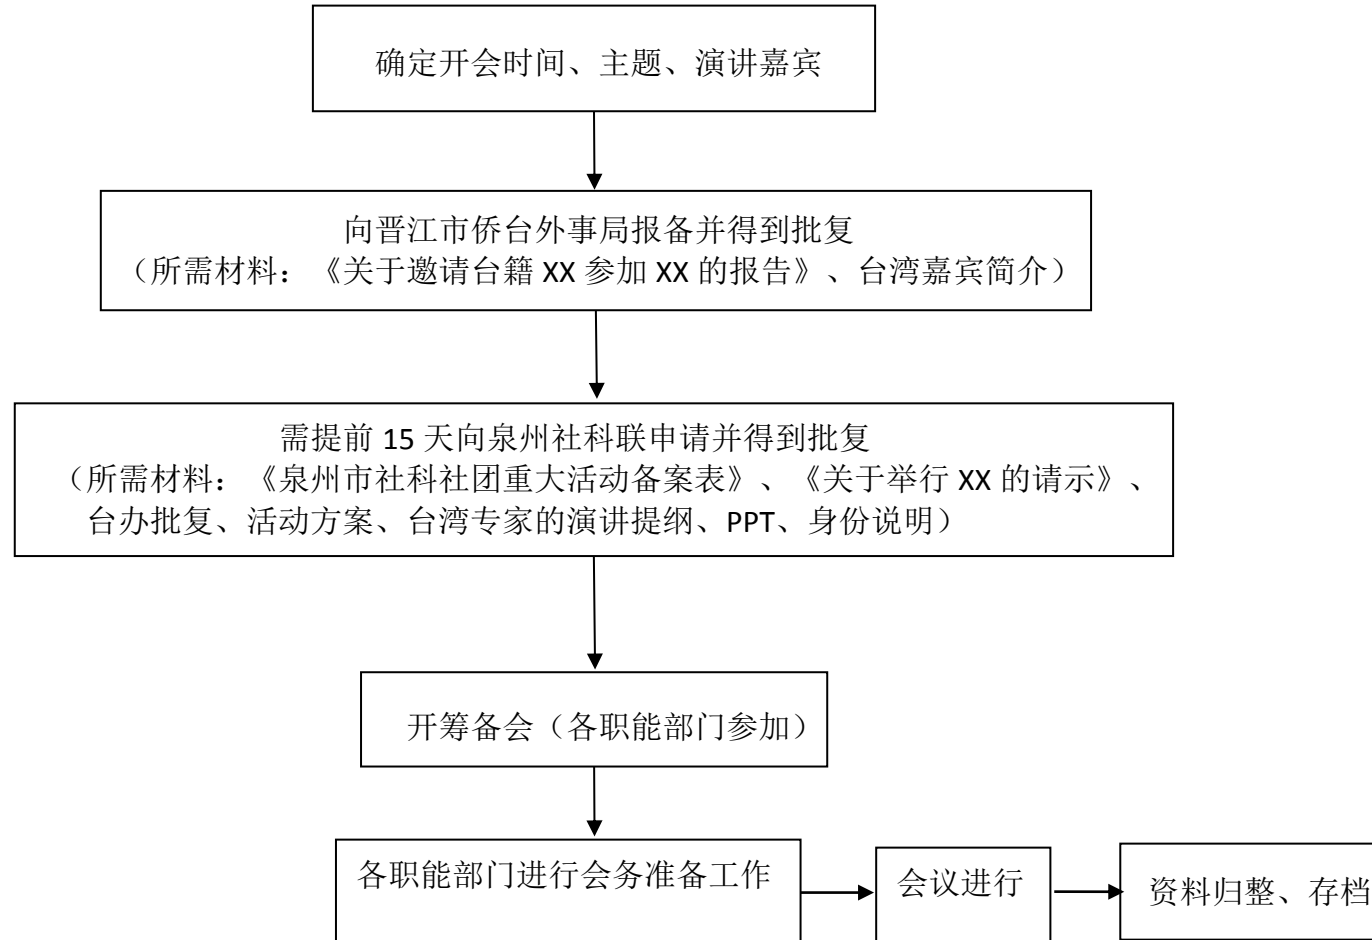 确定开会时间、主题、演讲嘉宾
向晋江市侨台外事局报备并得到批复
（所需材料：《关于邀请台籍 XX 参加 XX 的报告》、台湾嘉宾简介）
需提前 15 天向泉州社科联申请并得到批复
（所需材料：《泉州市社科社团重大活动备案表》、《关于举行 XX 的请示》、
台办批复、活动方案、台湾专家的演讲提纲、PPT、身份说明）
开筹备会（各职能部门参加）
各职能部门进行会务准备工作
会议进行
资料归整、存档